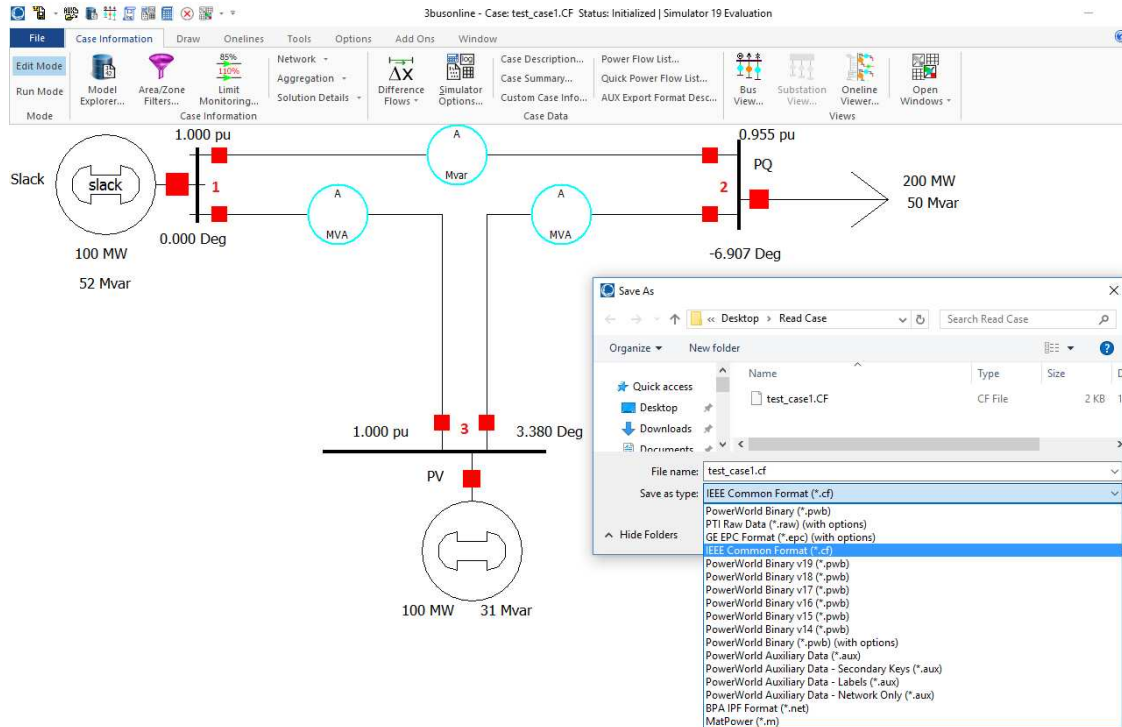 3busonline - Case: test_case1.CF Status: Initialized | Simulator 19 Evaluation
File Case Information Draw Onelines Tools Options Add Ons Window
Edit Mode
Run Mode
Mode
Model Explorer...
Area/Zone Filters...
85%
110%
Limit Monitoring...
Network
Aggregation
Solution Details
Case Information
ΔX
Difference Flows
Simulator Options...
Case Description...
Case Summary...
Custom Case Info...
Power Flow List...
Quick Power Flow List...
AUX Export Format Desc...
Case Data
Bus View...
Substation View...
Oneline Viewer...
Open Windows
Views
1.000 pu
A
Mvar
0.955 pu
PQ
Slack
slack
1
2
200 MW
50 Mvar
A
MVA
A
MVA
0.000 Deg
100 MW
52 Mvar
-6.907 Deg
1.000 pu
3
3.380 Deg
PV
100 MW
31 Mvar
Save As
« Desktop > Read Case
Search Read Case
Organize
New folder
?
Name Type Size
Quick access
Desktop
Downloads
Documents
test_case1.CF CF File 2 KB
File name: test_case1.cf
Save as type: IEEE Common Format (*.cf)
Hide Folders
PowerWorld Binary (*.pwb)
PTI Raw Data (*.raw) (with options)
GE EPC Format (*.epc) (with options)
IEEE Common Format (*.cf)
PowerWorld Binary v19 (*.pwb)
PowerWorld Binary v18 (*.pwb)
PowerWorld Binary v17 (*.pwb)
PowerWorld Binary v16 (*.pwb)
PowerWorld Binary v15 (*.pwb)
PowerWorld Binary v14 (*.pwb)
PowerWorld Binary (*.pwb) (with options)
PowerWorld Auxiliary Data (*.aux)
PowerWorld Auxiliary Data - Secondary Keys (*.aux)
PowerWorld Auxiliary Data - Labels (*.aux)
PowerWorld Auxiliary Data - Network Only (*.aux)
BPA IPF Format (*.net)
MatPower (*.m)